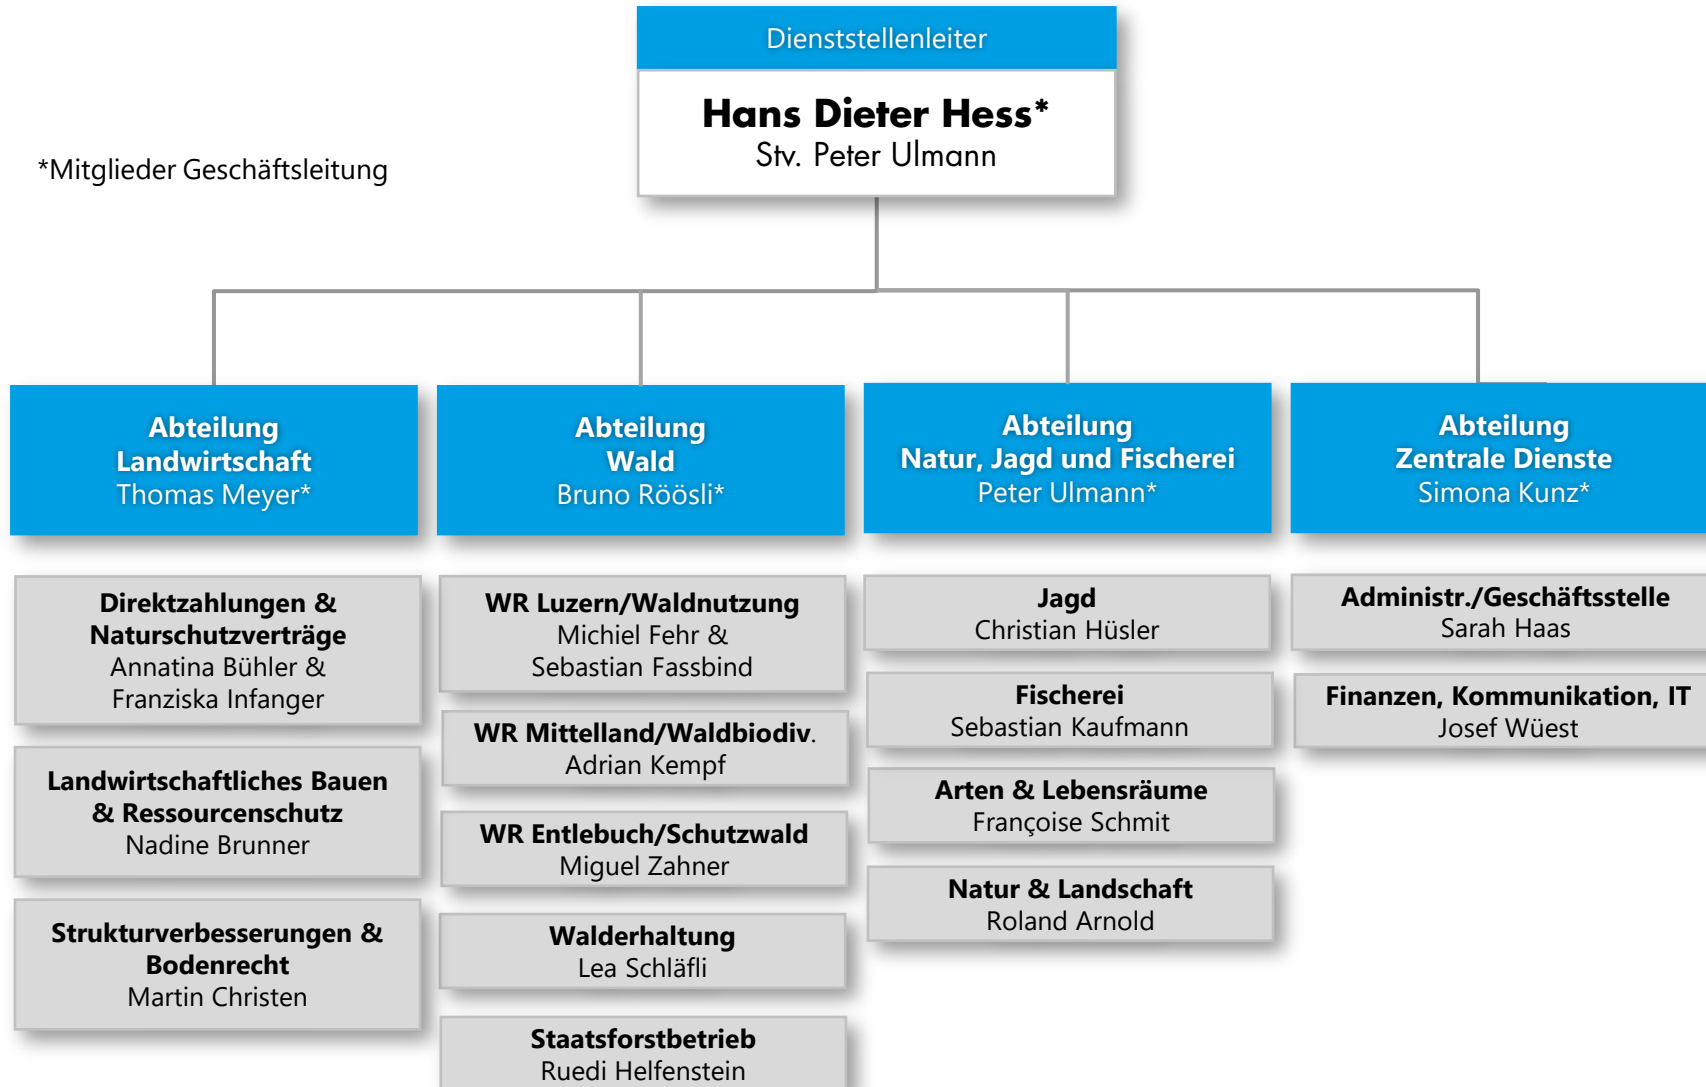 Dienststellenleiter
Hans Dieter Hess*
Stv. Peter Ulmann
*Mitglieder Geschäftsleitung
Abteilung
Landwirtschaft
Thomas Meyer*
Abteilung
Wald
Bruno Röösli*
Abteilung
Natur, Jagd und Fischerei
Peter Ulmann*
Abteilung
Zentrale Dienste
Simona Kunz*
Direktzahlungen &
Naturschutzverträge
Annatina Bühler &
Franziska Infanger
Landwirtschaftliches Bauen
& Ressourcenschutz
Nadine Brunner
Strukturverbesserungen &
Bodenrecht
Martin Christen
WR Luzern/Waldnutzung
Michiel Fehr &
Sebastian Fassbind
WR Mittelland/Waldbiodiv.
Adrian Kempf
WR Entlebuch/Schutzwald
Miguel Zahner
Walderhaltung
Lea Schläfli
Staatsforstbetrieb
Ruedi Helfenstein
Jagd
Christian Hüsler
Fischerei
Sebastian Kaufmann
Arten & Lebensräume
Françoise Schmit
Natur & Landschaft
Roland Arnold
Administr./Geschäftsstelle
Sarah Haas
Finanzen, Kommunikation, IT
Josef Wüest